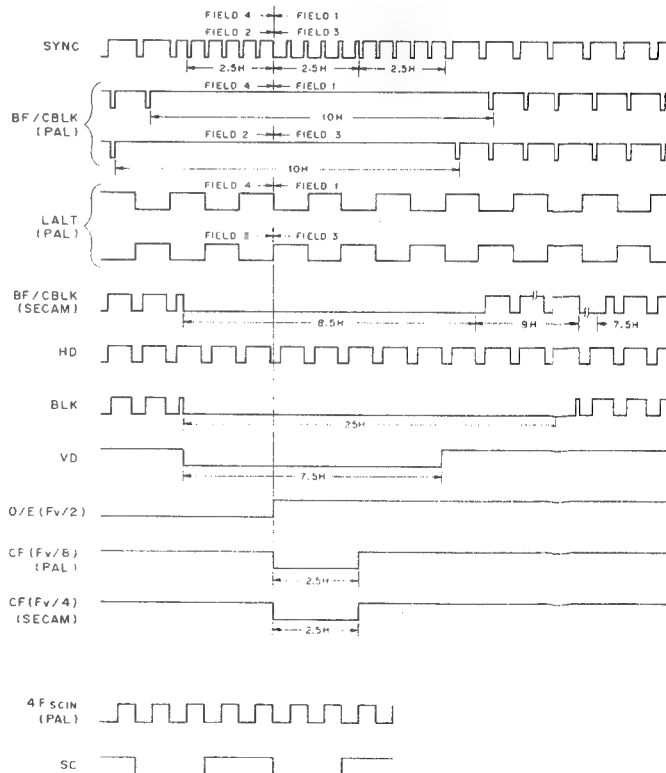 FIELD 4 FIELD 1
FIELD 2 FIELD 3
SYNC
2.5H 2.5H 2.5H
FIELD 4 FIELD 1
BF/CBLK
(PAL)
10H
FIELD 2 FIELD 3
10H
FIELD 4 FIELD 1
LALT
(PAL)
FIELD II FIELD 3
BF/CBLK
(SECAM)
8.5H 9H 7.5H
HD
BLK
25H
VD
7.5H
O/E (Fv/2)
CF (Fv/8)
(PAL)
2.5H
CF (Fv/4)
(SECAM)
2.5H
4 F SCIN
(PAL)
SC